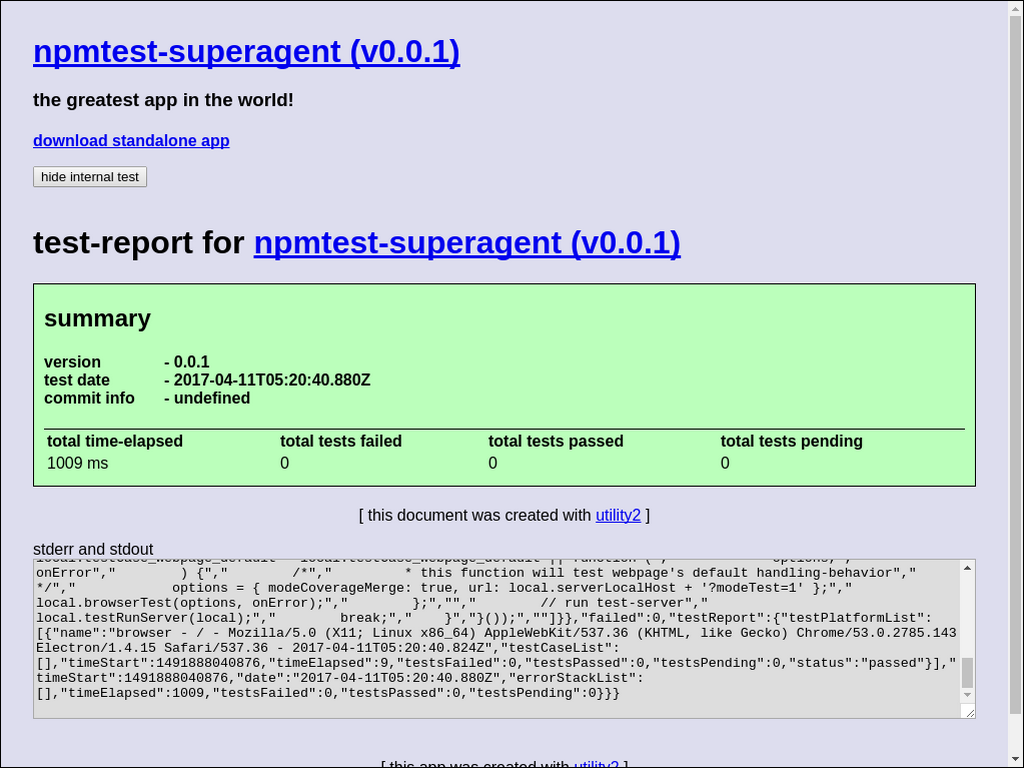 npmtest-superagent (v0.0.1)
the greatest app in the world!
download standalone app
hide internal test
test-report for npmtest-superagent (v0.0.1)
summary
version - 0.0.1
test date - 2017-04-11T05:20:40.880Z
commit info - undefined
total time-elapsed total tests failed total tests passed total tests pending
1009 ms 0 0 0
[ this document was created with utility2 ]
stderr and stdout
onError","        ) {","        /*","         * this function will test webpage's default handling-behavior","
*/","            options = { modeCoverageMerge: true, url: local.serverLocalHost + '?modeTest=1' };","
local.browserTest(options, onError);","        };","","        // run test-server","
local.testRunServer(local);","        break;","    }","}());",""]}},"failed":0,"testReport":{"testPlatformList":
[{"name":"browser - / - Mozilla/5.0 (X11; Linux x86_64) AppleWebKit/537.36 (KHTML, like Gecko) Chrome/53.0.2785.143
Electron/1.4.15 Safari/537.36 - 2017-04-11T05:20:40.824Z","testCaseList":
[],"timeStart":1491888040876,"timeElapsed":9,"testsFailed":0,"testsPassed":0,"testsPending":0,"status":"passed"}],"
timeStart":1491888040876,"date":"2017-04-11T05:20:40.880Z","errorStackList":
[],"timeElapsed":1009,"testsFailed":0,"testsPassed":0,"testsPending":0}}}
[ this app was created with utility2 ]